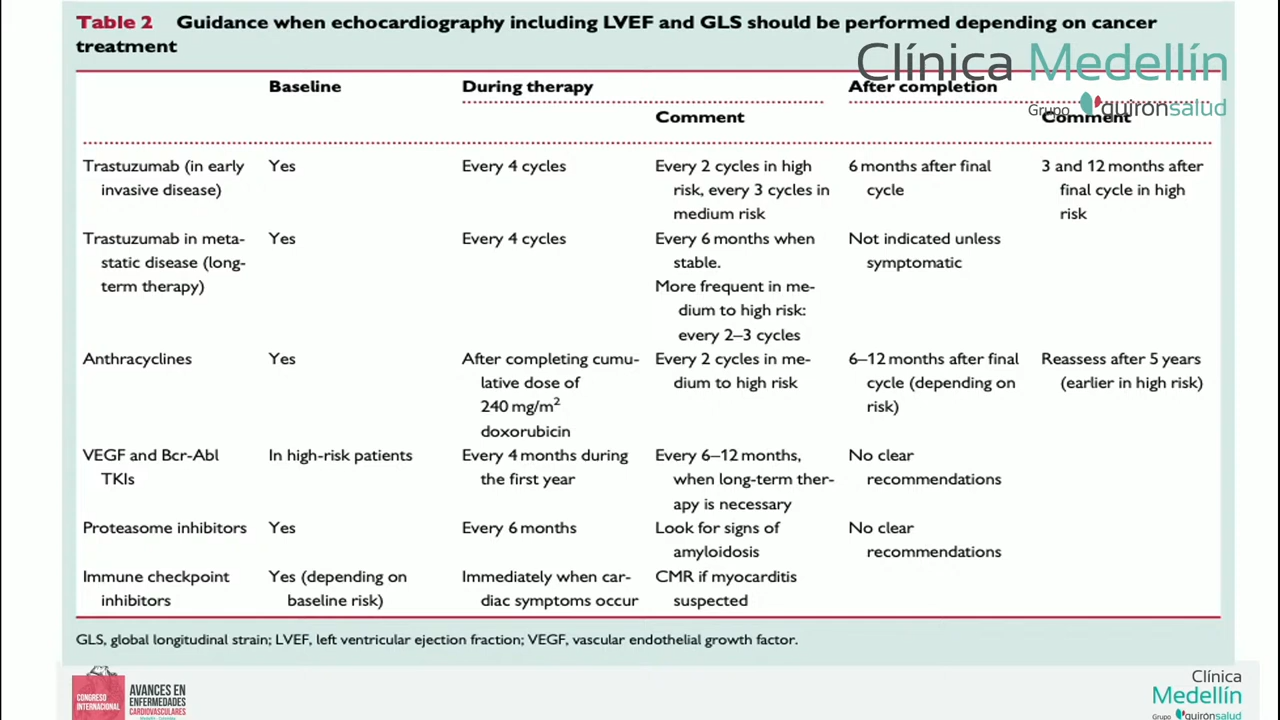 Table 2 Guidance when echocardiography including LVEF and GLS should be performed depending on cancer
treatment
Clínica Medellín
Grupo quirónsalud
Baseline During therapy After completion
Comment Comment
Trastuzumab (in early Yes Every 4 cycles Every 2 cycles in high 6 months after final 3 and 12 months after
invasive disease) risk, every 3 cycles in cycle final cycle in high
medium risk risk
Trastuzumab in meta- Yes Every 4 cycles Every 6 months when Not indicated unless
static disease (long- stable. symptomatic
term therapy) More frequent in me-
dium to high risk:
every 2–3 cycles
Anthracyclines Yes After completing cumu- Every 2 cycles in me- 6–12 months after final Reassess after 5 years
lative dose of dium to high risk cycle (depending on (earlier in high risk)
240 mg/m² risk)
doxorubicin
VEGF and Bcr-Abl In high-risk patients Every 4 months during Every 6–12 months, No clear
TKIs the first year when long-term ther- recommendations
apy is necessary
Proteasome inhibitors Yes Every 6 months Look for signs of No clear
amyloidosis recommendations
Immune checkpoint Yes (depending on Immediately when car- CMR if myocarditis
inhibitors baseline risk) diac symptoms occur suspected
GLS, global longitudinal strain; LVEF, left ventricular ejection fraction; VEGF, vascular endothelial growth factor.
CONGRESO
INTERNACIONAL
AVANCES EN
ENFERMEDADES
CARDIOVASCULARES
Medellín - Colombia
Clínica
Medellín
Grupo quirónsalud